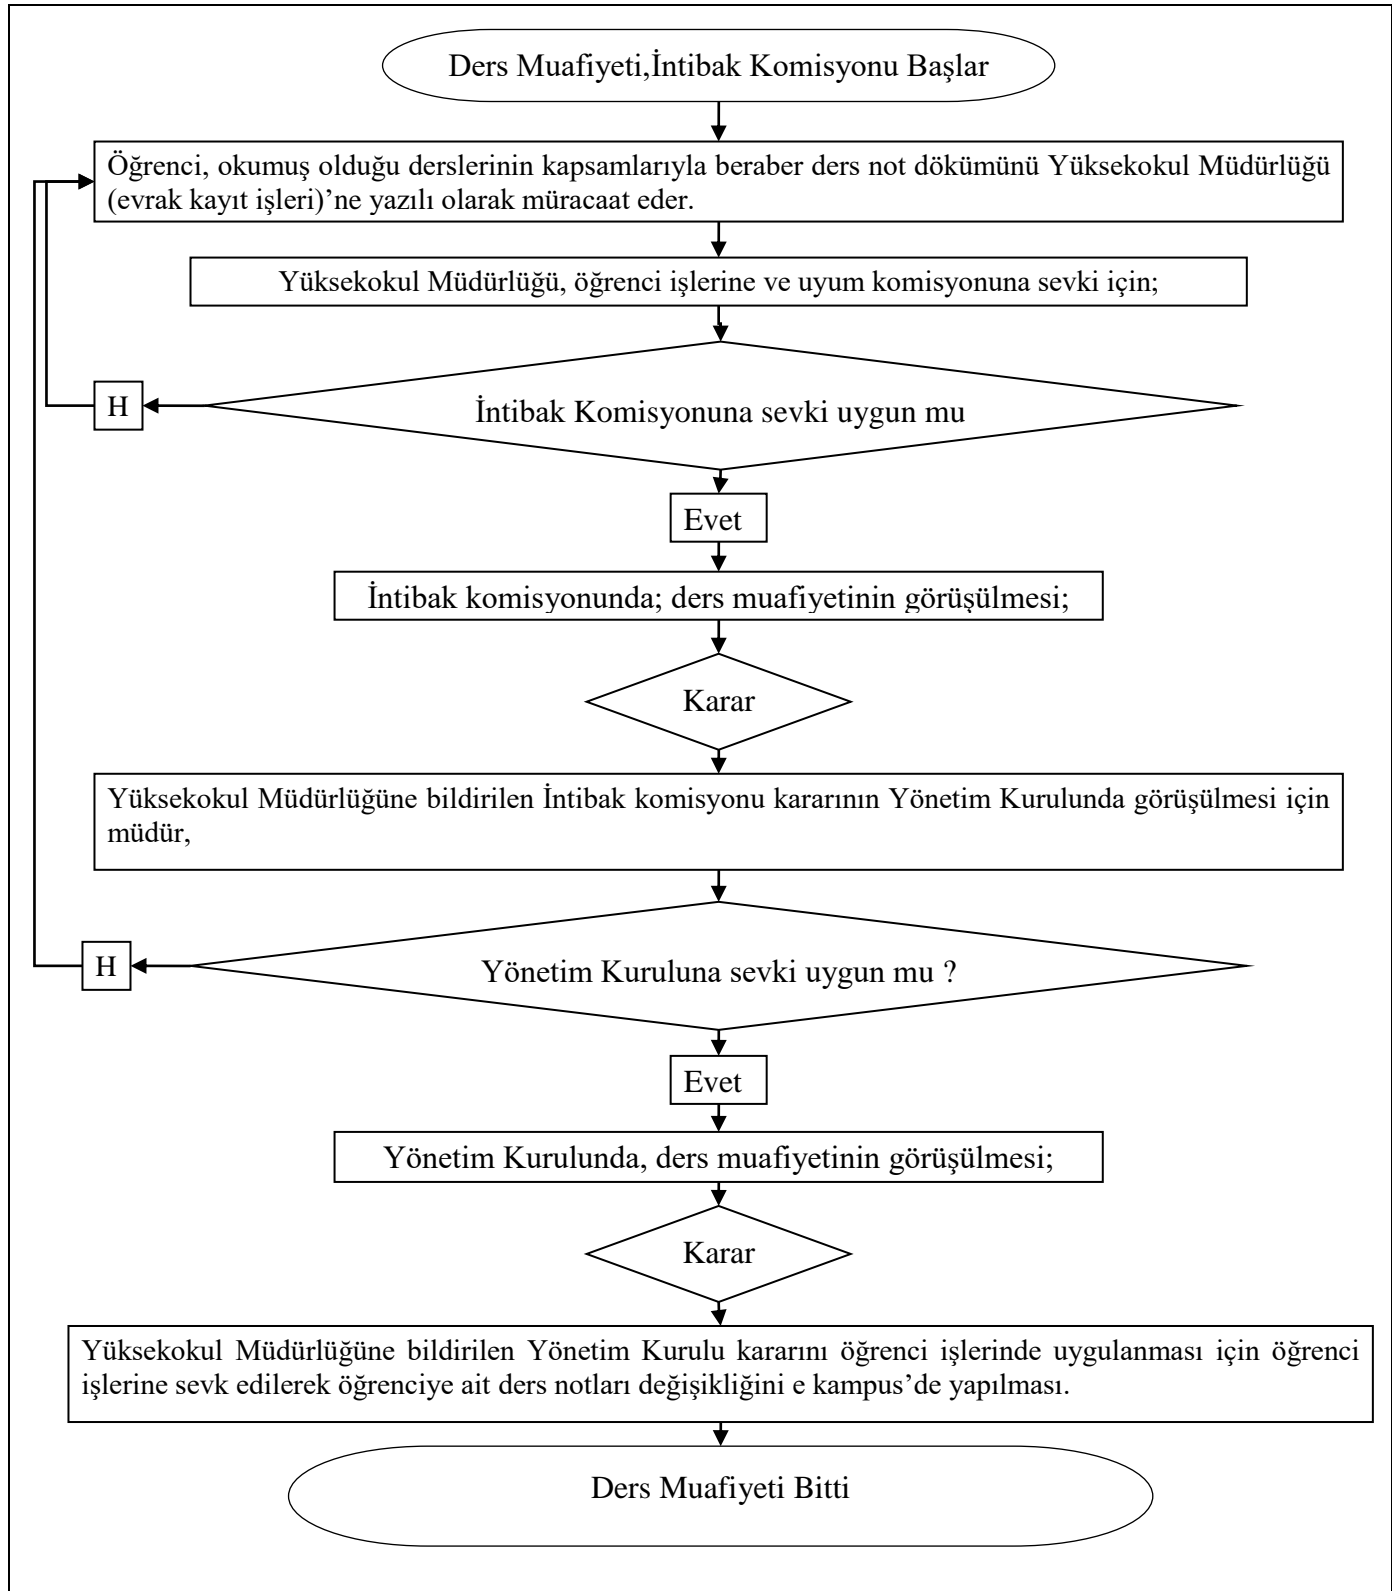 Ders Muafiyeti,İntibak Komisyonu Başlar
Öğrenci, okumuş olduğu derslerinin kapsamlarıyla beraber ders not dökümünü Yüksekokul Müdürlüğü
(evrak kayıt işleri)’ne yazılı olarak müracaat eder.
Yüksekokul Müdürlüğü, öğrenci işlerine ve uyum komisyonuna sevki için;
H
İntibak Komisyonuna sevki uygun mu
Evet
İntibak komisyonunda; ders muafiyetinin görüşülmesi;
Karar
Yüksekokul Müdürlüğüne bildirilen İntibak komisyonu kararının Yönetim Kurulunda görüşülmesi için
müdür,
H
Yönetim Kuruluna sevki uygun mu ?
Evet
Yönetim Kurulunda, ders muafiyetinin görüşülmesi;
Karar
Yüksekokul Müdürlüğüne bildirilen Yönetim Kurulu kararını öğrenci işlerinde uygulanması için öğrenci
işlerine sevk edilerek öğrenciye ait ders notları değişikliğini e kampus’de yapılması.
Ders Muafiyeti Bitti